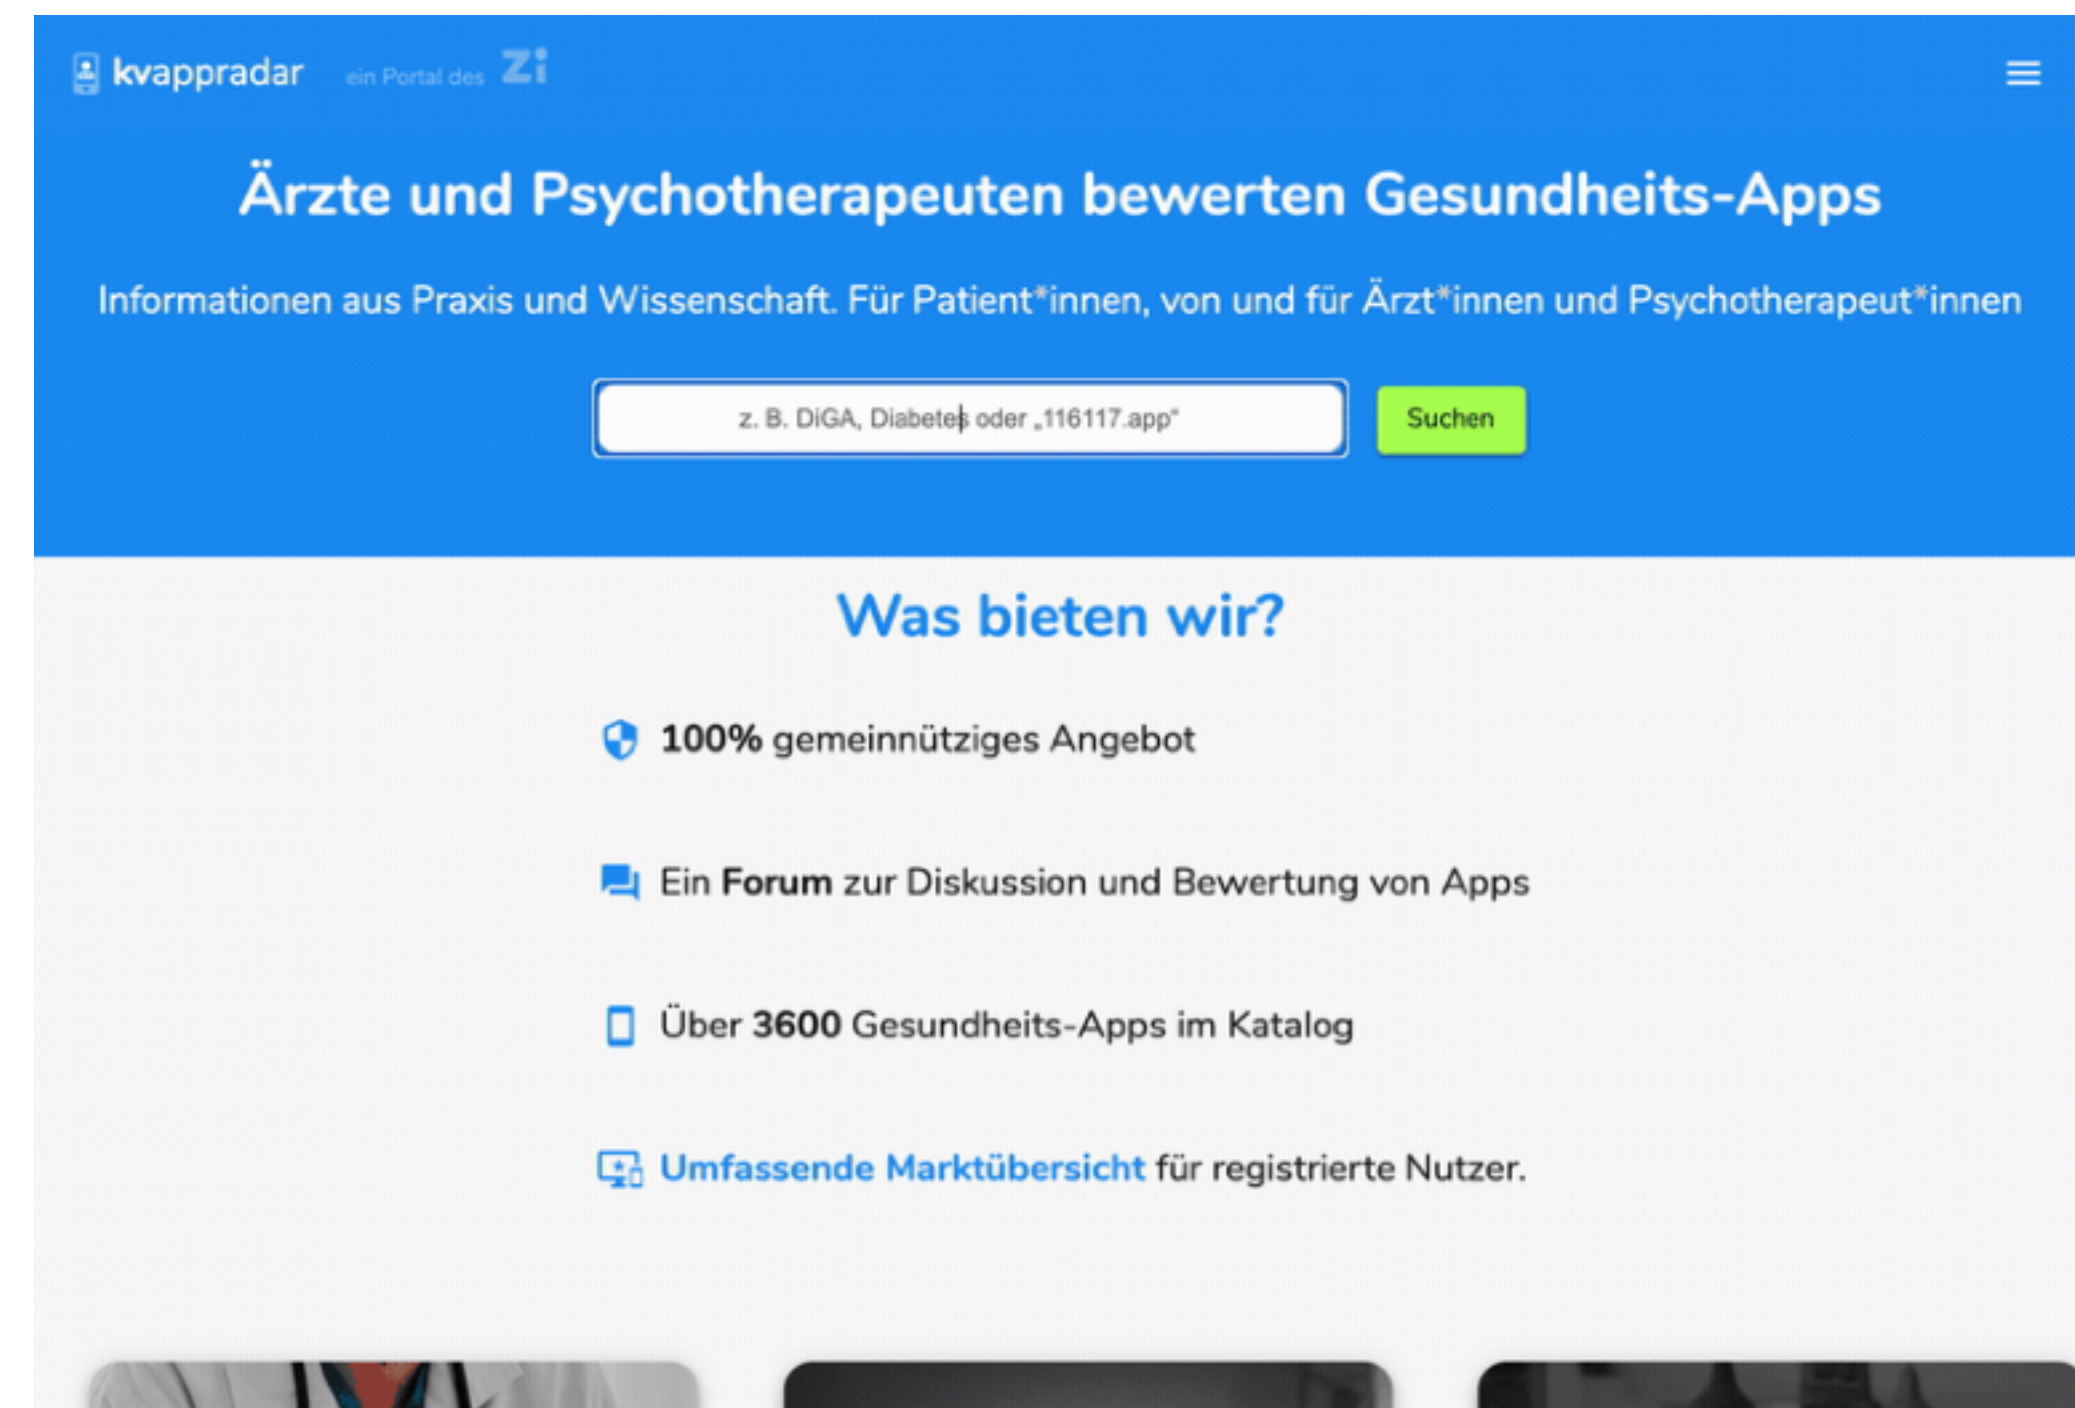 kvappradar ein Portal des Zi
Ärzte und Psychotherapeuten bewerten Gesundheits-Apps
Informationen aus Praxis und Wissenschaft. Für Patient*innen, von und für Ärzt*innen und Psychotherapeut*innen
z. B. DiGA, Diabetes oder „116117.app“ Suchen
Was bieten wir?
100% gemeinnütziges Angebot
Ein Forum zur Diskussion und Bewertung von Apps
Über 3600 Gesundheits-Apps im Katalog
Umfassende Marktübersicht für registrierte Nutzer.